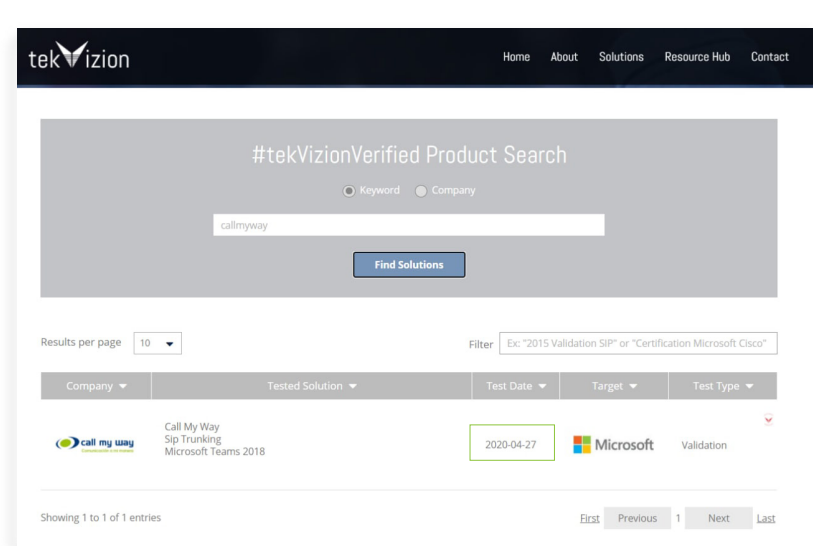 tekVizion
Home About Solutions Resource Hub Contact
#tekVizionVerified Product Search
Keyword Company
callmyway
Find Solutions
Results per page 10
Filter Ex: "2015 Validation SIP" or "Certification Microsoft Cisco"
Company Tested Solution Test Date Target Test Type
call my way
Call My Way
Sip Trunking
Microsoft Teams 2018
2020-04-27
Microsoft
Validation
Showing 1 to 1 of 1 entries
First Previous 1 Next Last